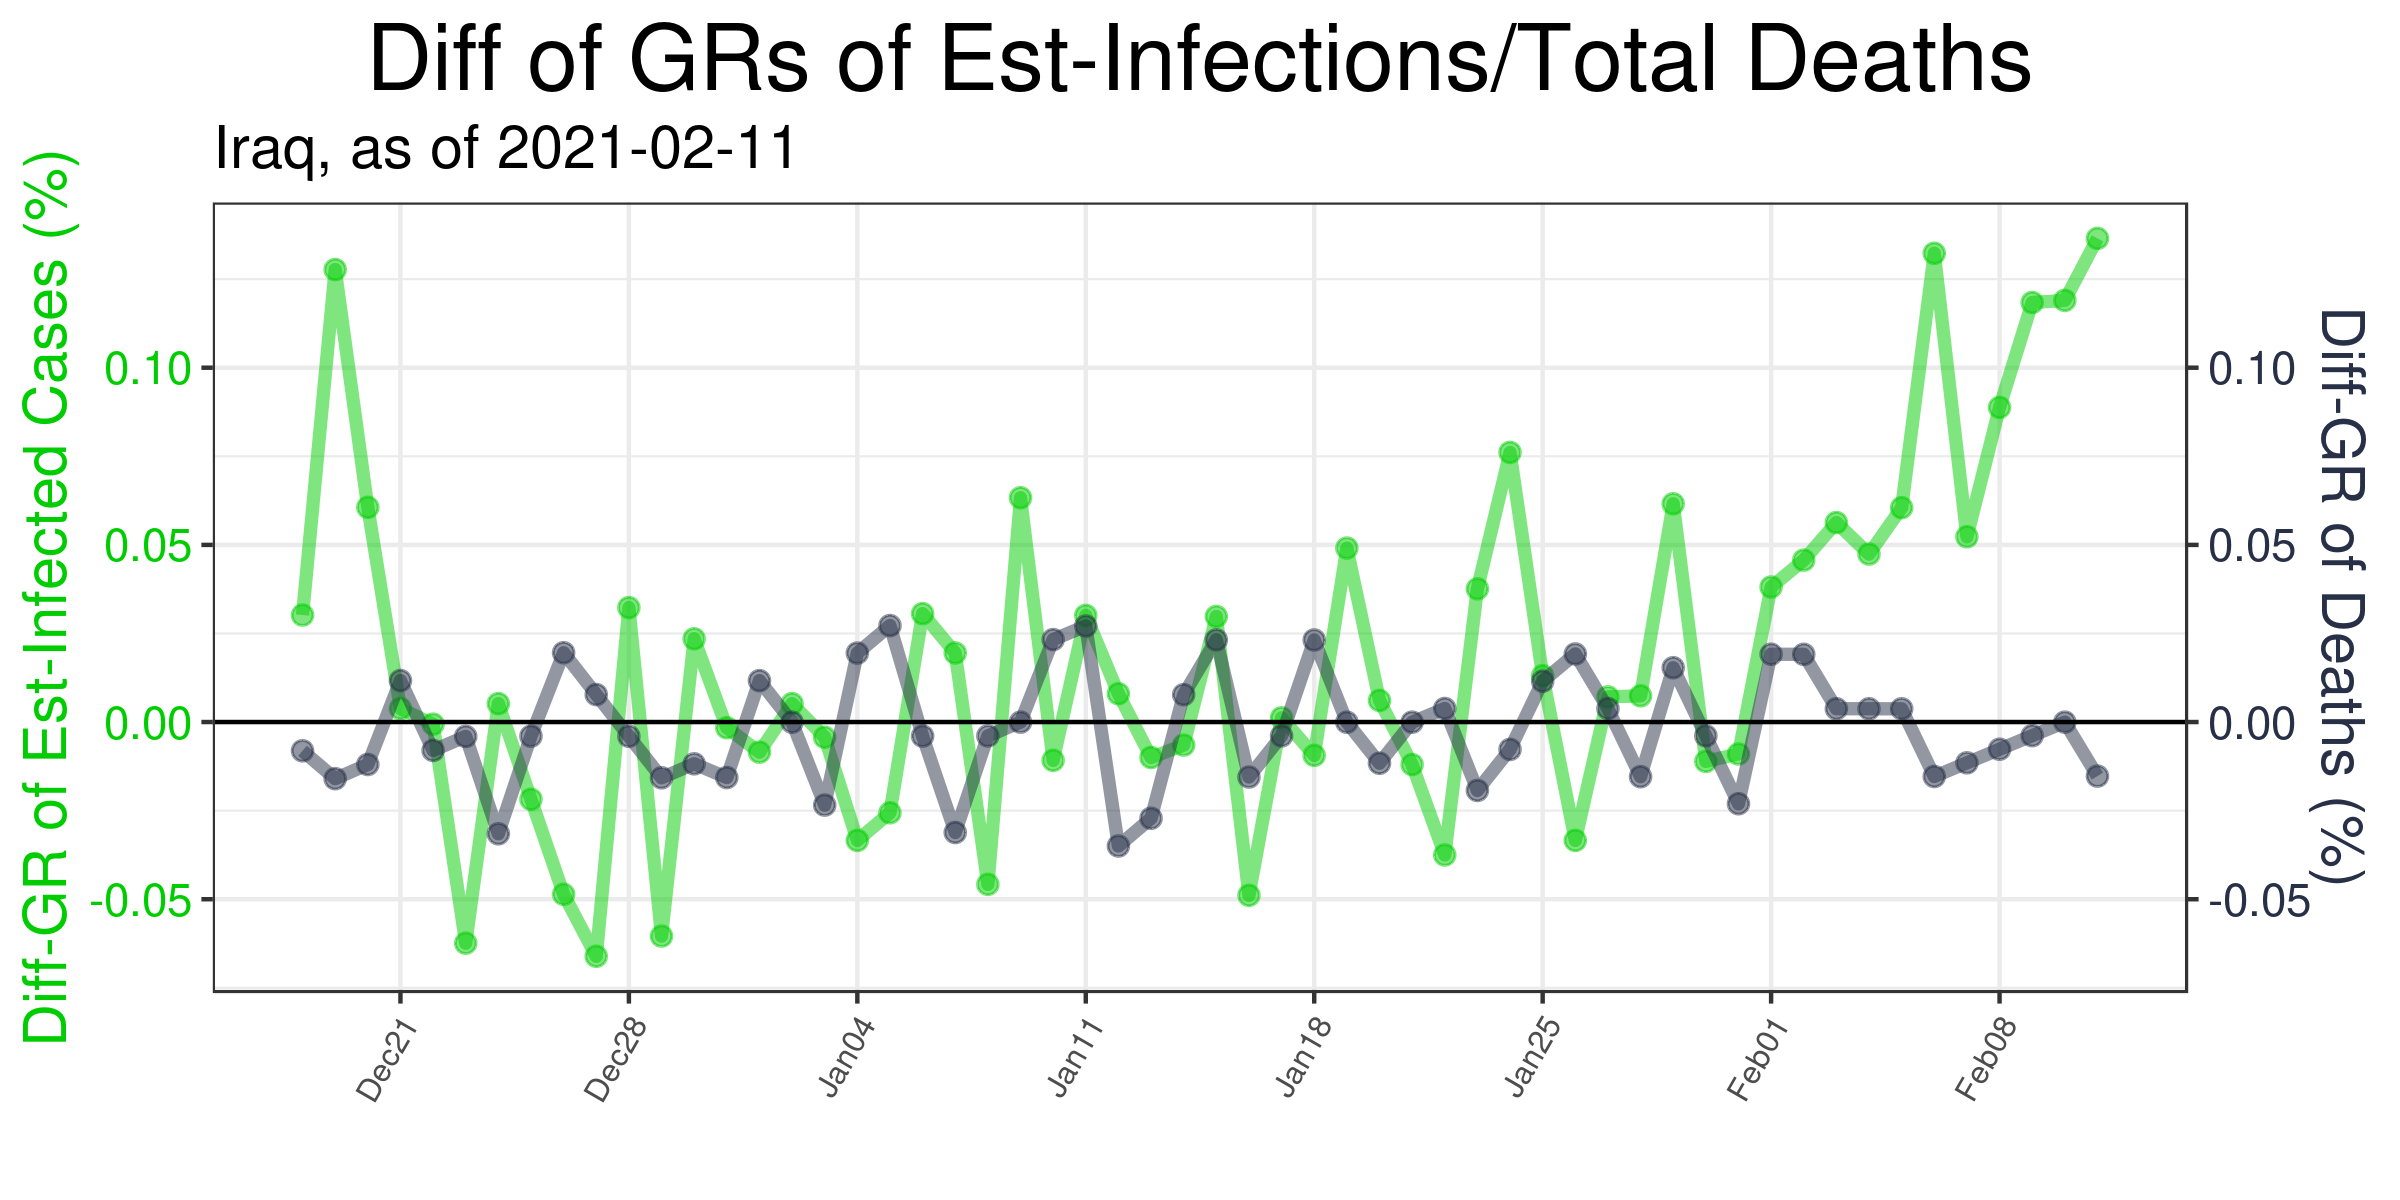 Diff of GRs of Est-Infections/Total Deaths
Iraq, as of 2021-02-11
Diff-GR of Est-Infected Cases (%)
0.10
0.05
0.00
-0.05
0.10
0.05
0.00
-0.05
Diff-GR of Deaths (%)
Dec21
Dec28
Jan04
Jan11
Jan18
Jan25
Feb01
Feb08